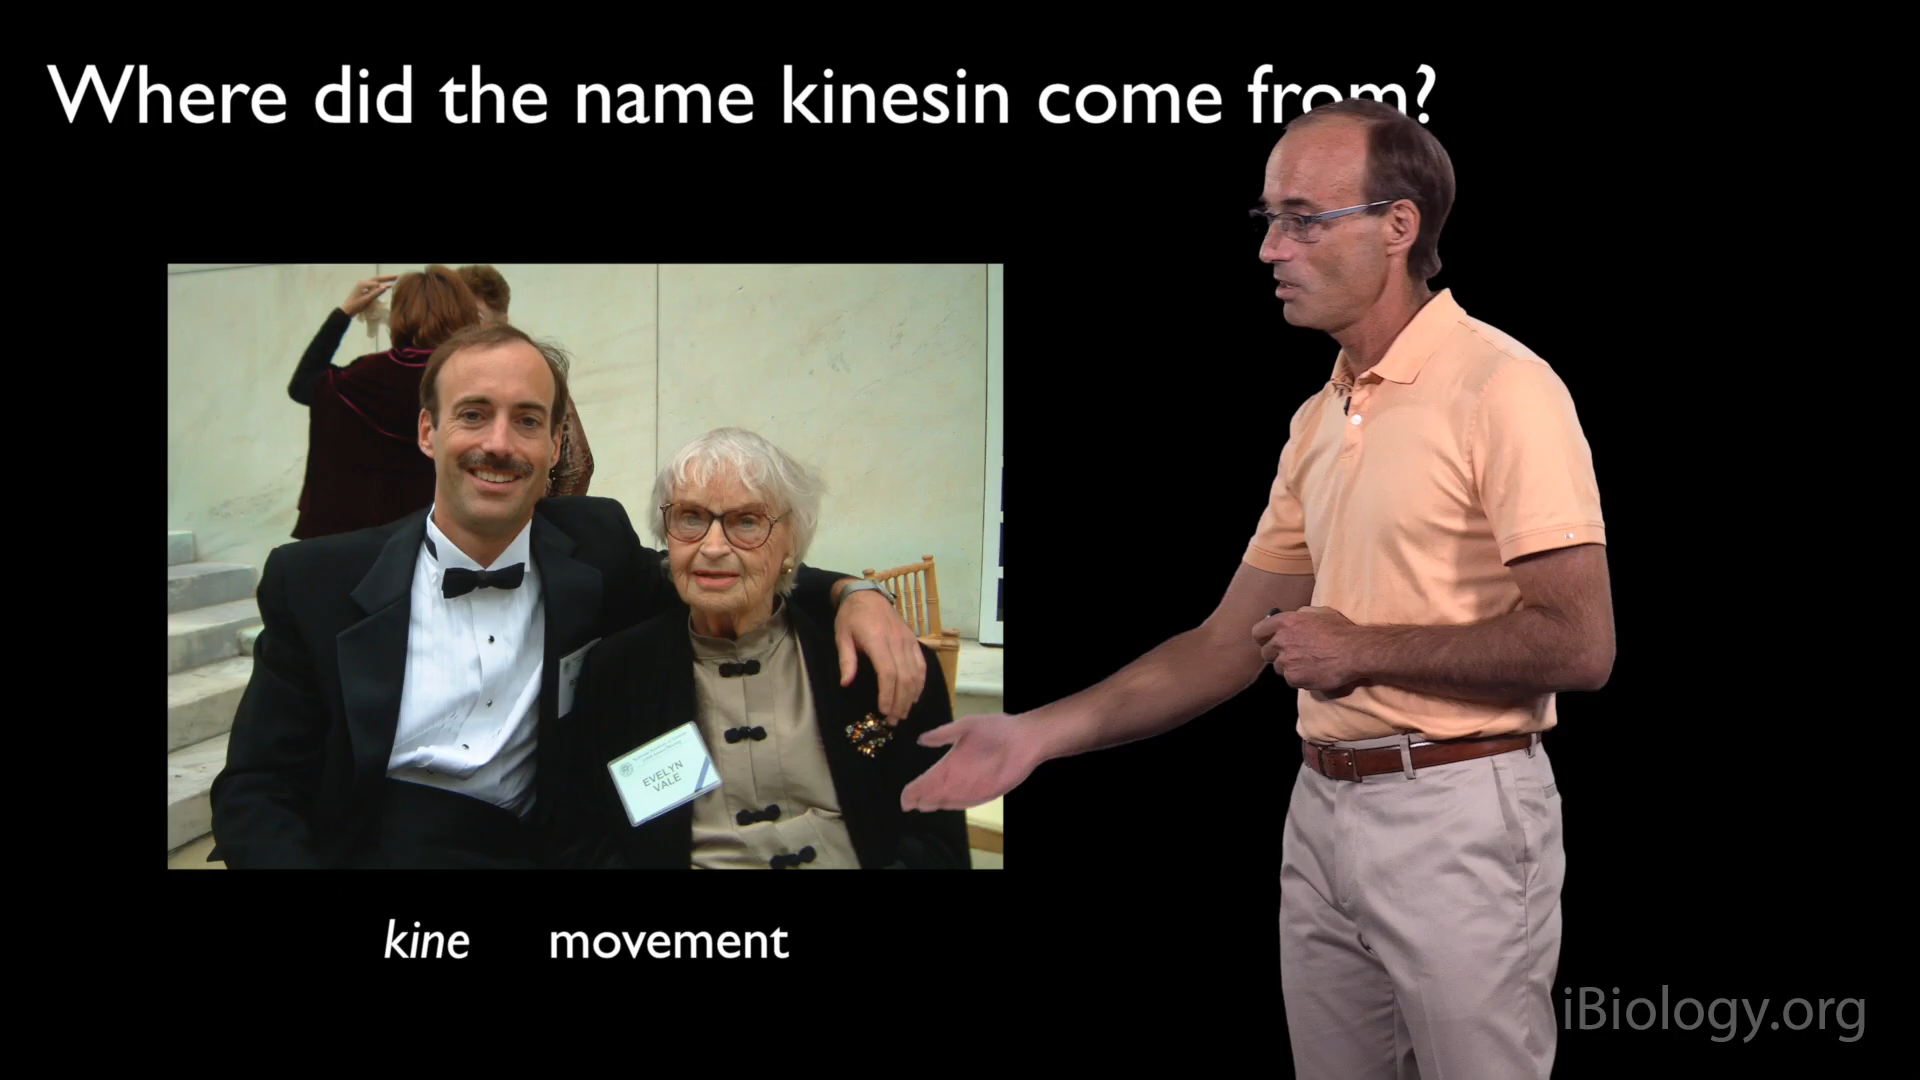 Where did the name kinesin come from?
EVELYN
VALE
kine movement
iBiology.org